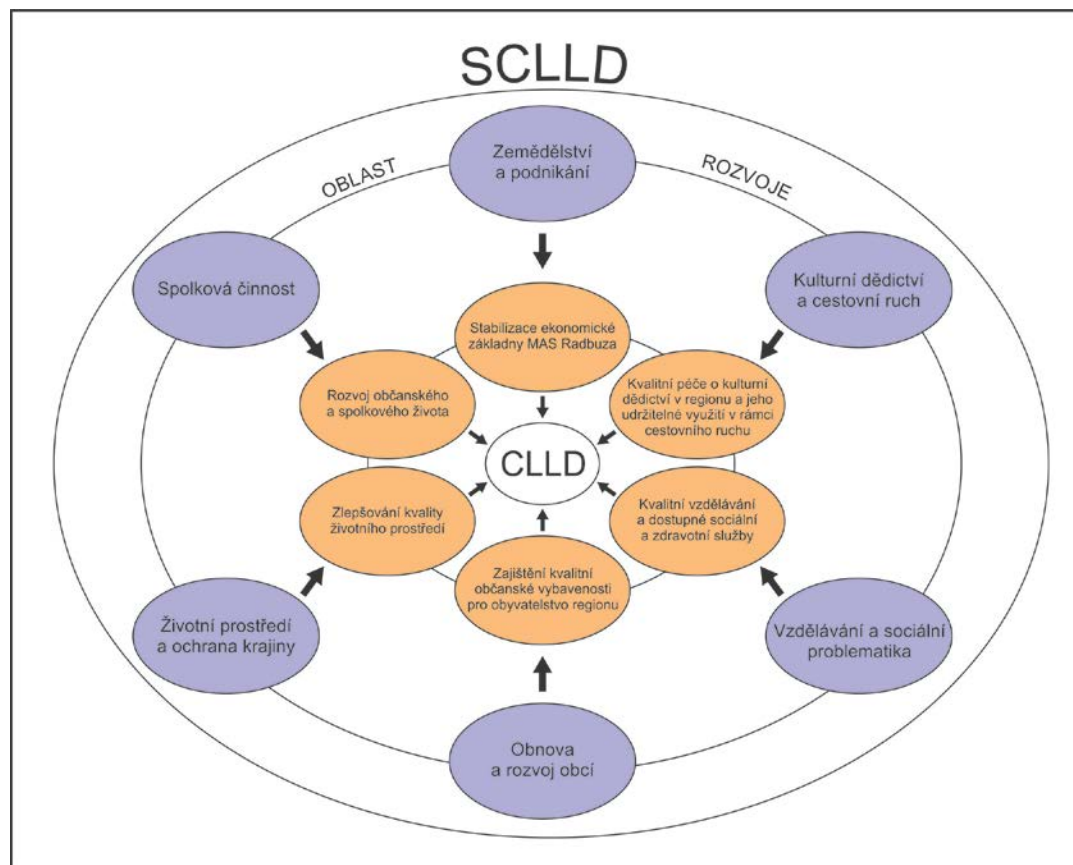 SCLLD
OBLAST
ROZVOJE
Zemědělství
a podnikání
Spolková činnost
Kulturní dědictví
a cestovní ruch
Stabilizace ekonomické
základny MAS Radbuza
Rozvoj občanského
a spolkového života
Kvalitní péče o kulturní
dědictví v regionu a jeho
udržitelné využití v rámci
cestovního ruchu
CLLD
Zlepšování kvality
životního prostředí
Kvalitní vzdělávání
a dostupné sociální
a zdravotní služby
Zajištění kvalitní
občanské vybavenosti
pro obyvatelstvo regionu
Životní prostředí
a ochrana krajiny
Vzdělávání a sociální
problematika
Obnova
a rozvoj obcí